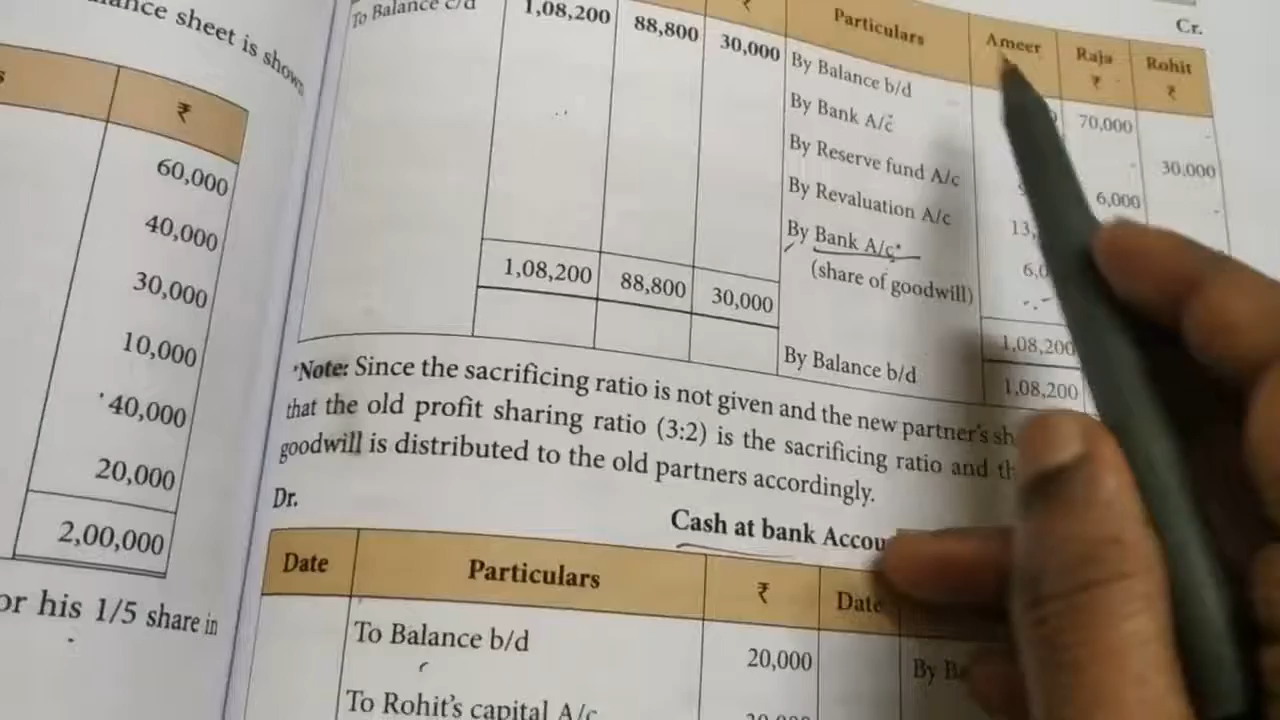 ance sheet is shown
₹
60,000
40,000
30,000
10,000
40,000
20,000
2,00,000
or his 1/5 share in
Cr.
₹ Particulars Ameer Raja ₹ Rohit ₹
To Balance c/d 1,08,200 88,800 30,000 By Balance b/d 70,000 -
By Bank A/c - 30,000
By Reserve fund A/c 6,000 -
By Revaluation A/c 13,
By Bank A/c* 6,0
(share of goodwill)
1,08,200 88,800 30,000 1,08,200
By Balance b/d 1,08,200
*Note: Since the sacrificing ratio is not given and the new partner's sh
that the old profit sharing ratio (3:2) is the sacrificing ratio and th
goodwill is distributed to the old partners accordingly.
Dr.
Cash at bank Accou
Date Particulars ₹ Date
To Balance b/d 20,000 By Ba
To Rohit's capital A/c